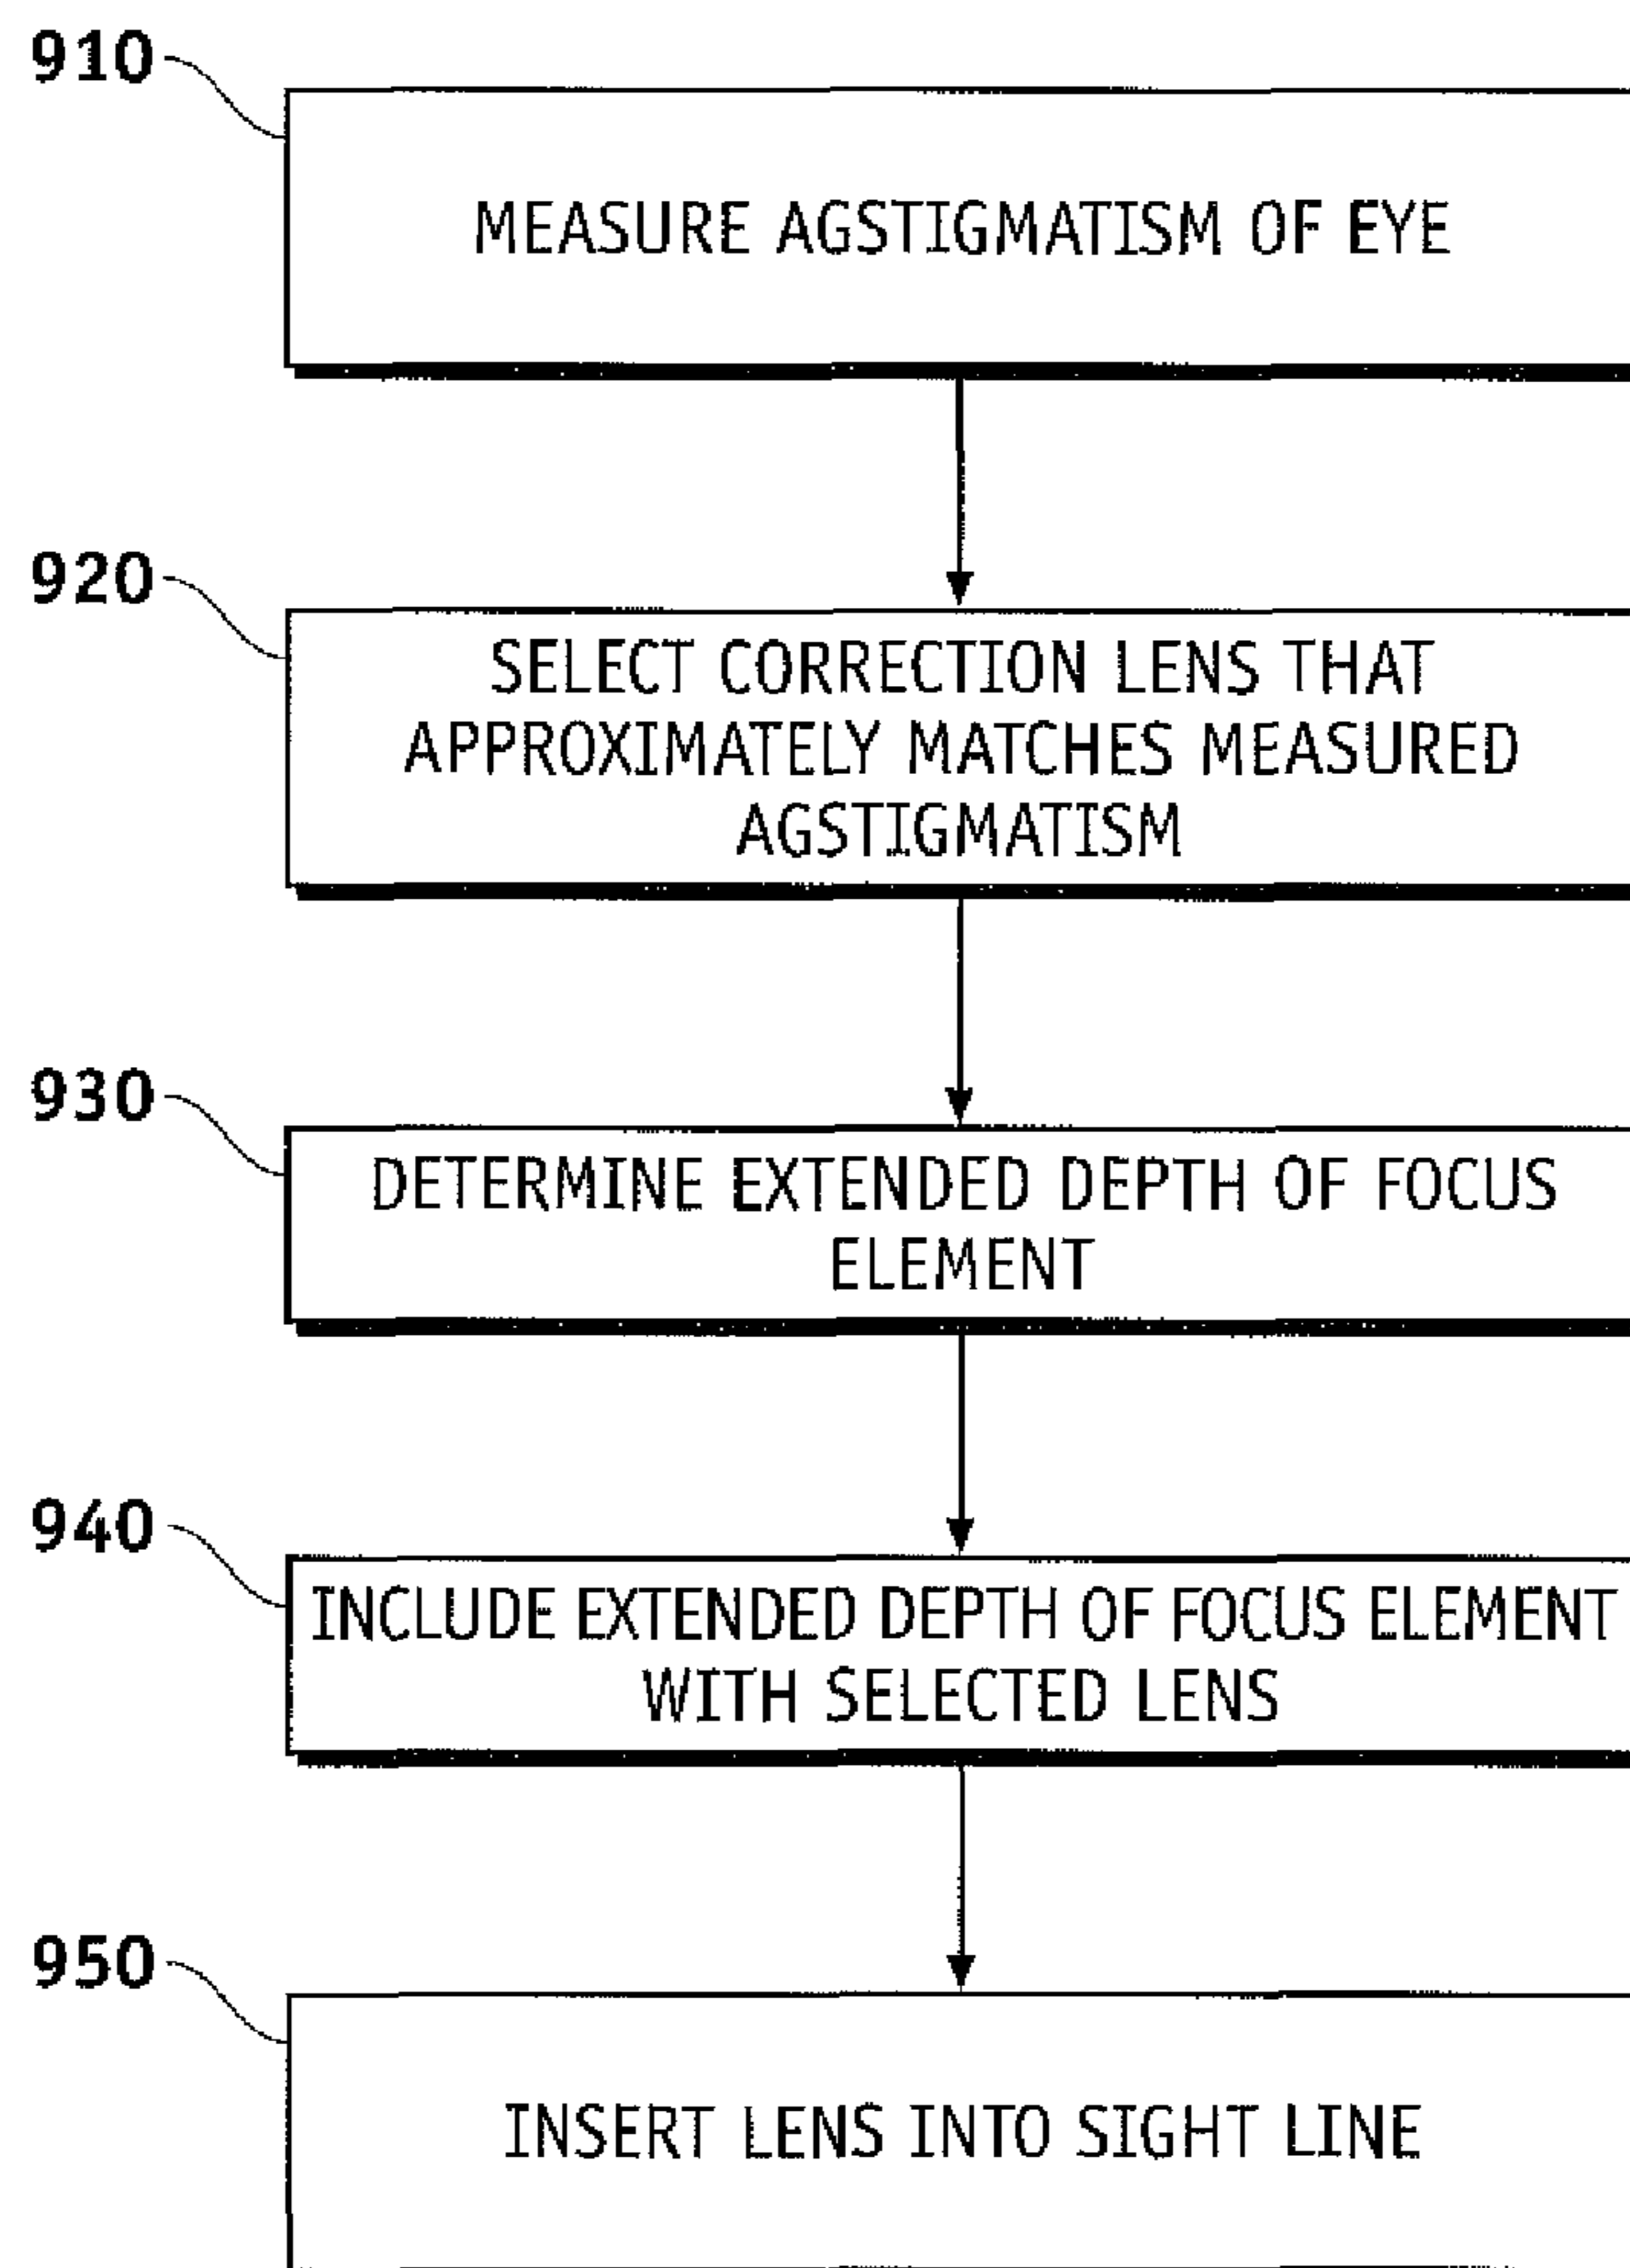 910
MEASURE AGSTIGMATISM OF EYE
920
SELECT CORRECTION LENS THAT
APPROXIMATELY MATCHES MEASURED
AGSTIGMATISM
930
DETERMINE EXTENDED DEPTH OF FOCUS
ELEMENT
940
INCLUDE EXTENDED DEPTH OF FOCUS ELEMENT
WITH SELECTED LENS
950
INSERT LENS INTO SIGHT LINE